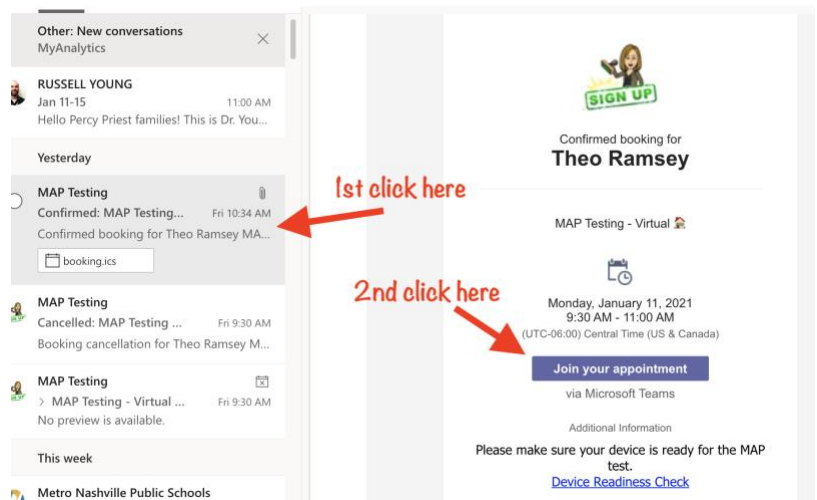 Other: New conversations
MyAnalytics
RUSSELL YOUNG
Jan 11-15 11:00 AM
Hello Percy Priest families! This is Dr. You...
Yesterday
MAP Testing
Confirmed: MAP Testing... Fri 10:34 AM
Confirmed booking for Theo Ramsey MA...
booking.ics
MAP Testing
Cancelled: MAP Testing ... Fri 9:30 AM
Booking cancellation for Theo Ramsey M...
MAP Testing
> MAP Testing - Virtual ... Fri 9:30 AM
No preview is available.
This week
Metro Nashville Public Schools
1st click here
2nd click here
SIGN UP
Confirmed booking for
Theo Ramsey
MAP Testing - Virtual
Monday, January 11, 2021
9:30 AM - 11:00 AM
(UTC-06:00) Central Time (US & Canada)
Join your appointment
via Microsoft Teams
Additional Information
Please make sure your device is ready for the MAP
test.
Device Readiness Check